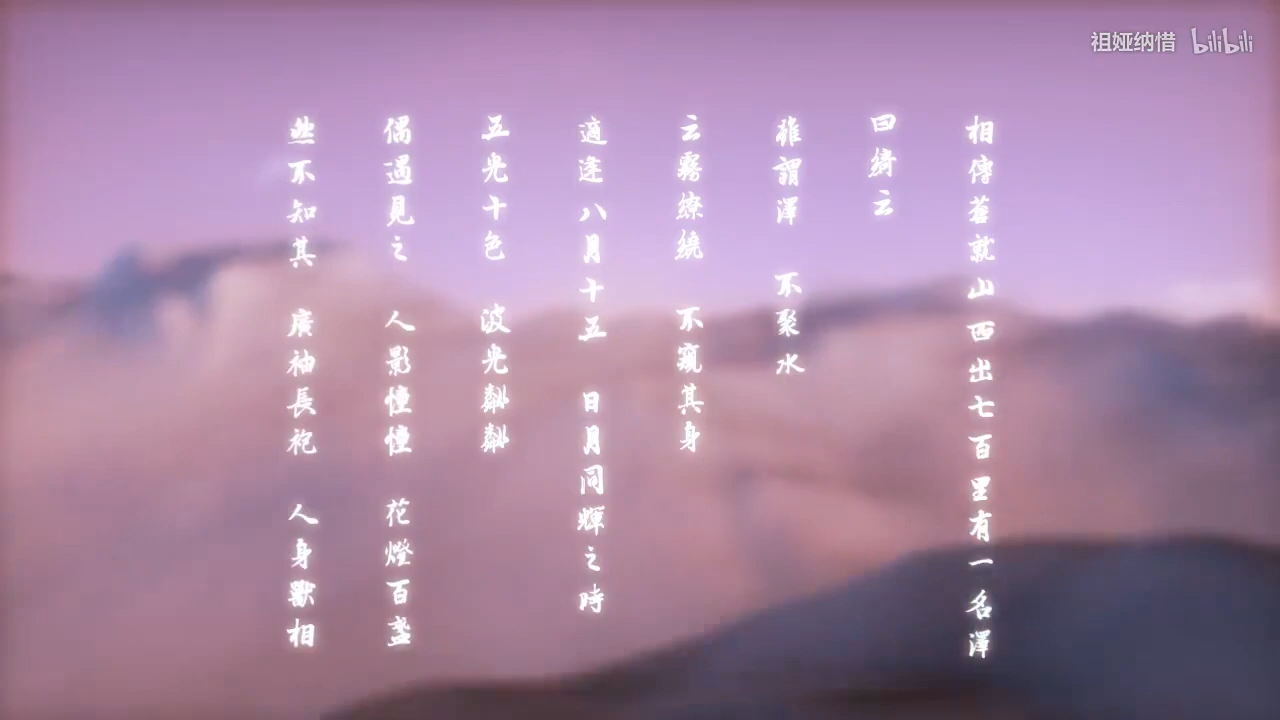 祖娅纳惜 bilibili
相傳蒼就山西出七百里有一名澤
曰綺云
雖謂澤 不聚水
云霧繚繞 不窺其身
適逢八月十五 日月同輝之時
五光十色 波光粼粼
偶遇見之 人影憧憧 花燈百盞
然不知其 廣袖長袍 人身獸相